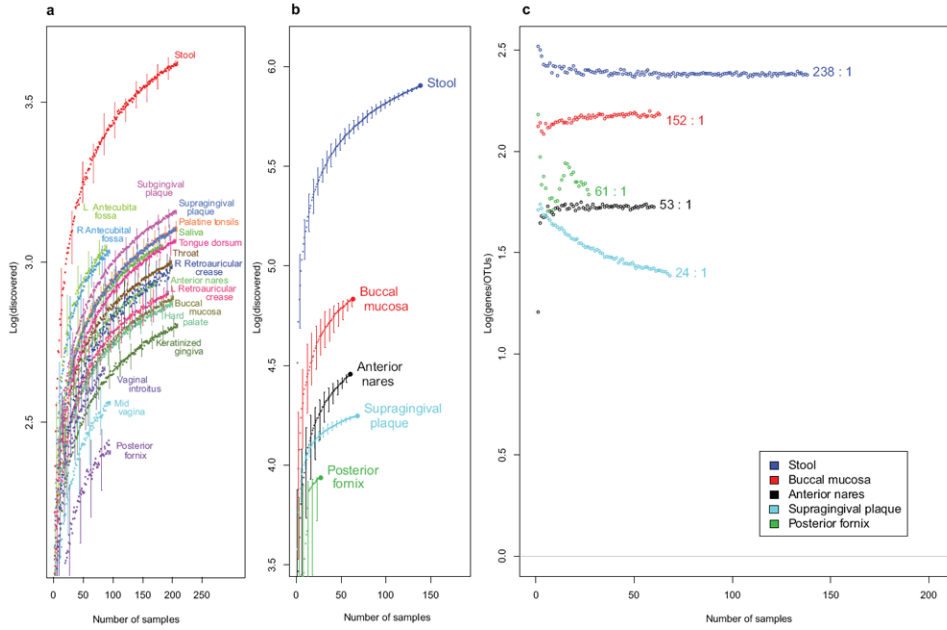 a
b
c
Log(discovered)
3.5
3.0
2.5
Stool
Subgingival
plaque
L Antecubita
fossa
Supragingival
plaque
Palatine tonsils
Saliva
R Antecubital
fossa
Tongue dorsum
Throat
R Retroauricular
crease
Anterior nares
L Retroauricular
crease
Buccal
mucosa
Hard
palate
Keratinized
gingiva
Vaginal
introitus
Mid
vagina
Posterior
fornix
0 50 100 150 200 250
Number of samples
Log(discovered)
6.0
5.5
5.0
4.5
4.0
3.5
Stool
Buccal
mucosa
Anterior
nares
Supragingival
plaque
Posterior
fornix
0 50 100 150
Number of samples
Log(genes/OTUs)
2.5
2.0
1.5
1.0
0.5
0.0
238 : 1
152 : 1
61 : 1
53 : 1
24 : 1
Stool
Buccal mucosa
Anterior nares
Supragingival plaque
Posterior fornix
0 50 100 150 200
Number of samples